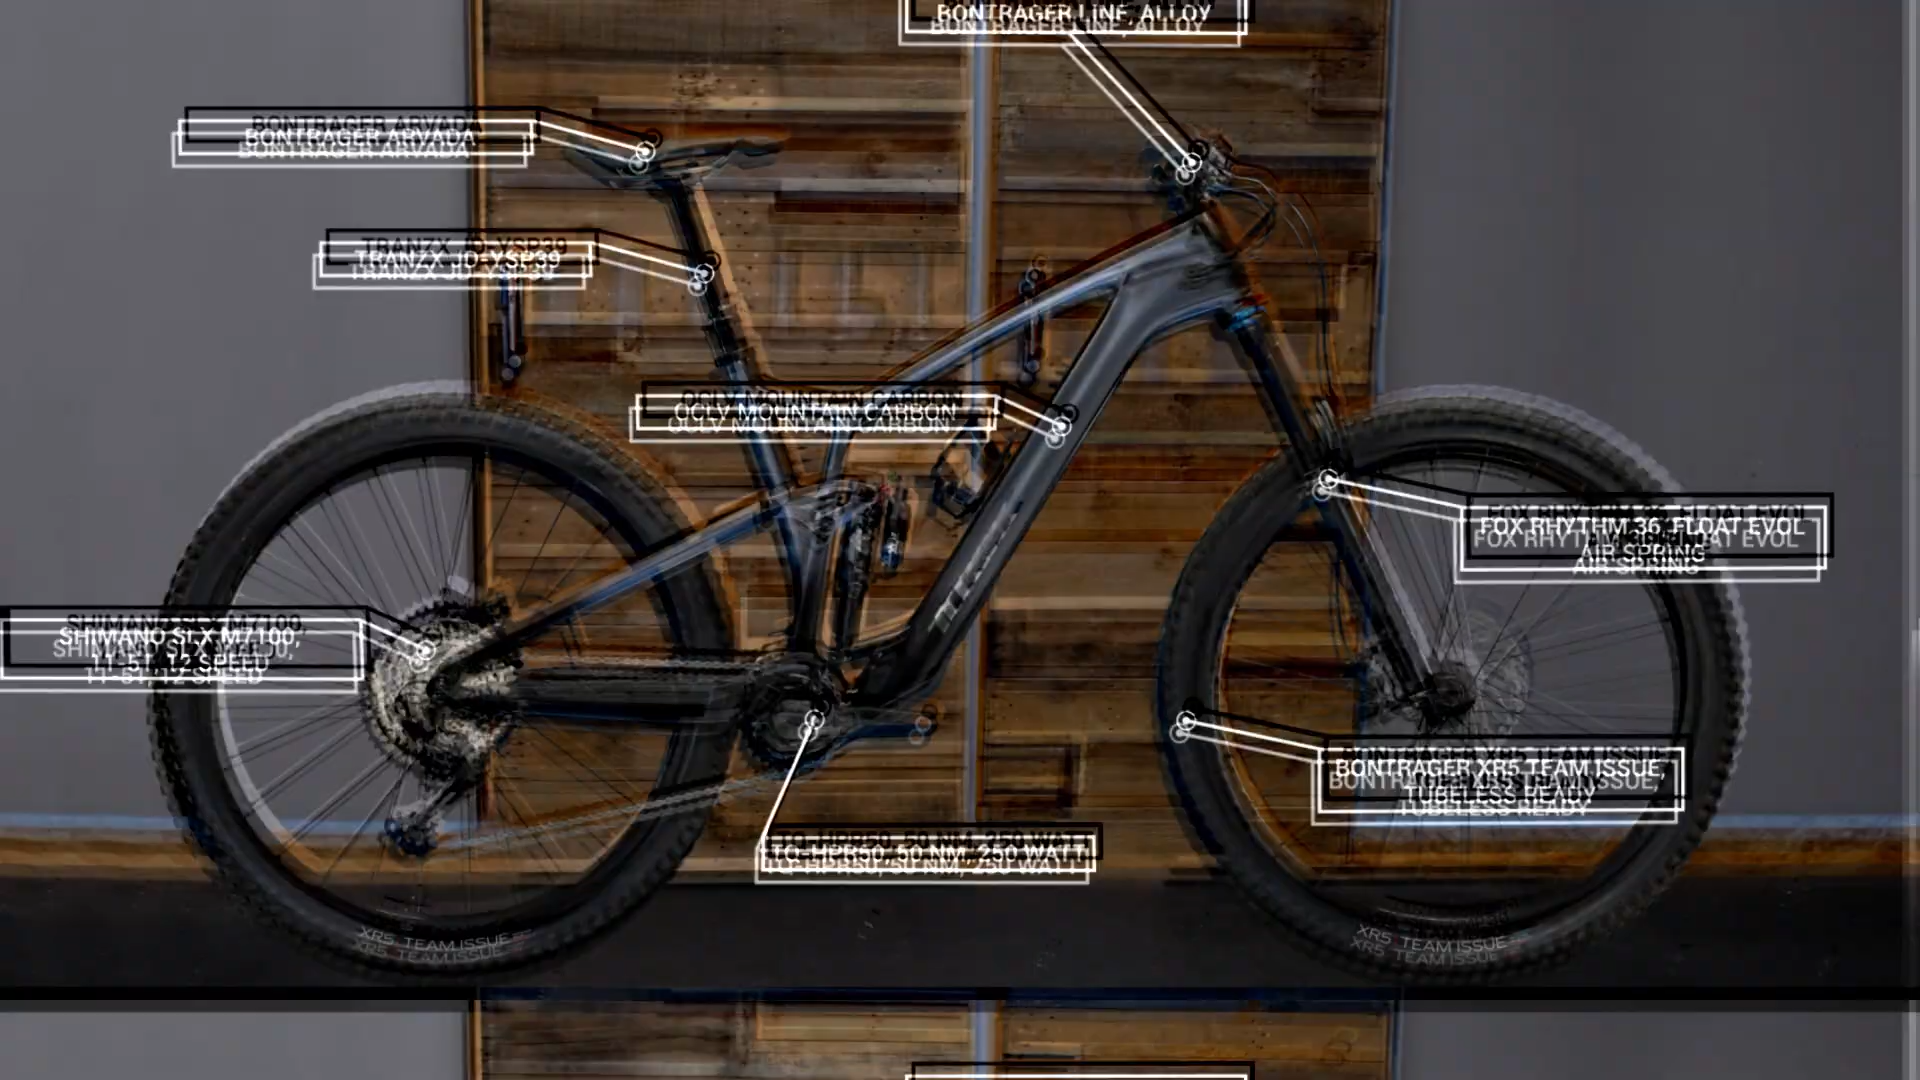 BONTRAGER LINE, ALLOY
BONTRAGER ARVADA
TRANZX JD-YSP39
OCLV MOUNTAIN CARBON
FOX RHYTHM 36, FLOAT EVOL
AIR SPRING
SHIMANO SLX M7100,
11-51, 12 SPEED
BONTRAGER XR5 TEAM ISSUE,
TUBELESS READY
TQ-HPR50, 50 NM, 250 WATT
XR5 TEAM ISSUE
XR5 TEAM ISSUE